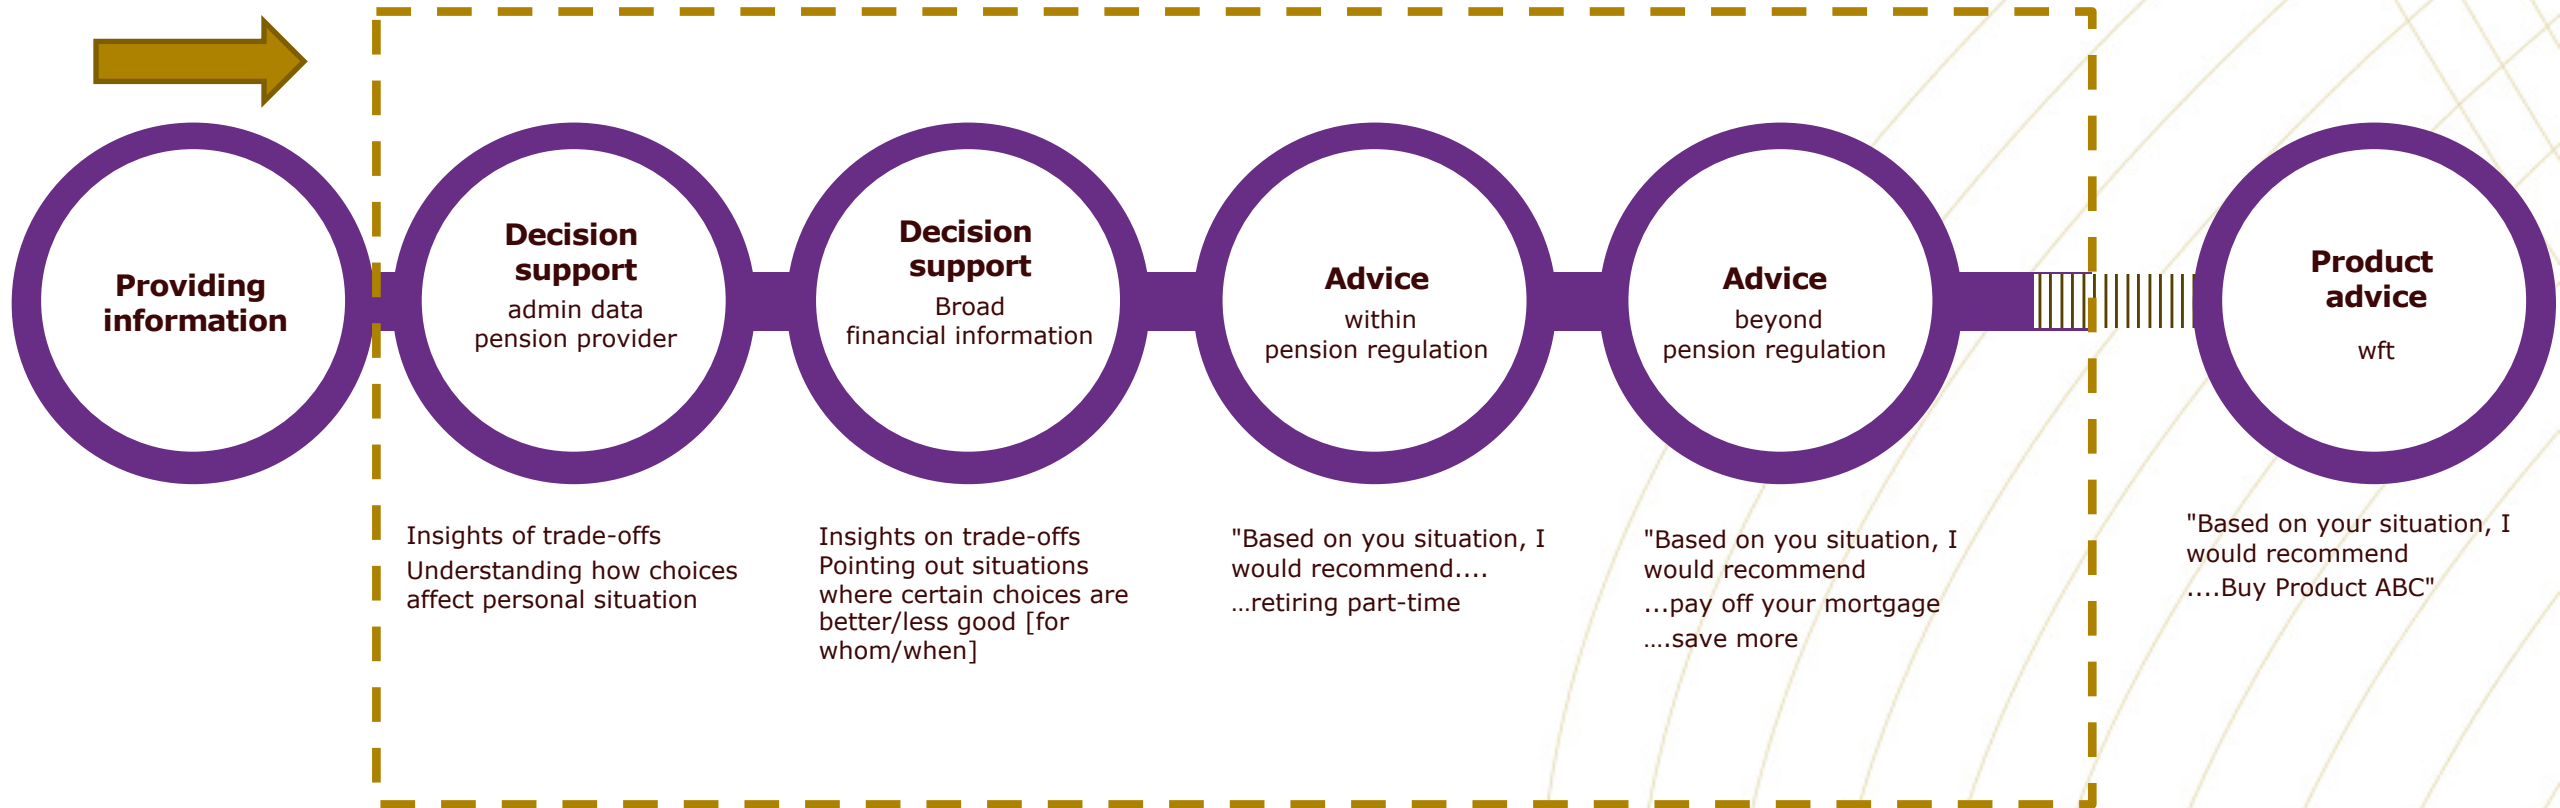 Providing
information
Decision
support
admin data
pension provider
Decision
support
Broad
financial information
Advice
within
pension regulation
Advice
beyond
pension regulation
Product
advice
wft
Insights of trade-offs
Understanding how choices
affect personal situation
Insights on trade-offs
Pointing out situations
where certain choices are
better/less good [for
whom/when]
"Based on you situation, I
would recommend....
...retiring part-time
"Based on you situation, I
would recommend
...pay off your mortgage
....save more
"Based on your situation, I
would recommend
....Buy Product ABC"